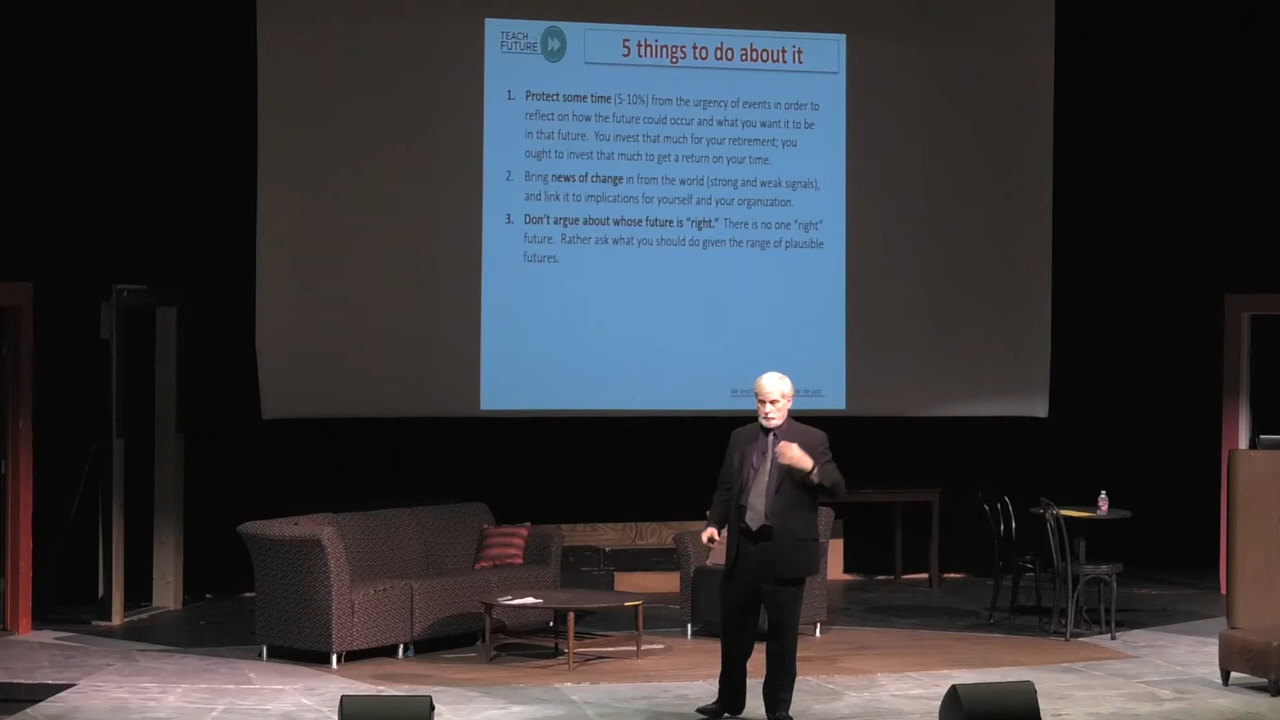 TEACH THE
FUTURE
5 things to do about it
1. Protect some time (5-10%) from the urgency of events in order to
reflect on how the future could occur and what you want it to be
in that future. You invest that much for your retirement; you
ought to invest that much to get a return on your time.
2. Bring news of change in from the world (strong and weak signals),
and link it to implications for yourself and your organization.
3. Don't argue about whose future is "right." There is no one "right"
future. Rather ask what you should do given the range of plausible
futures.
the past.